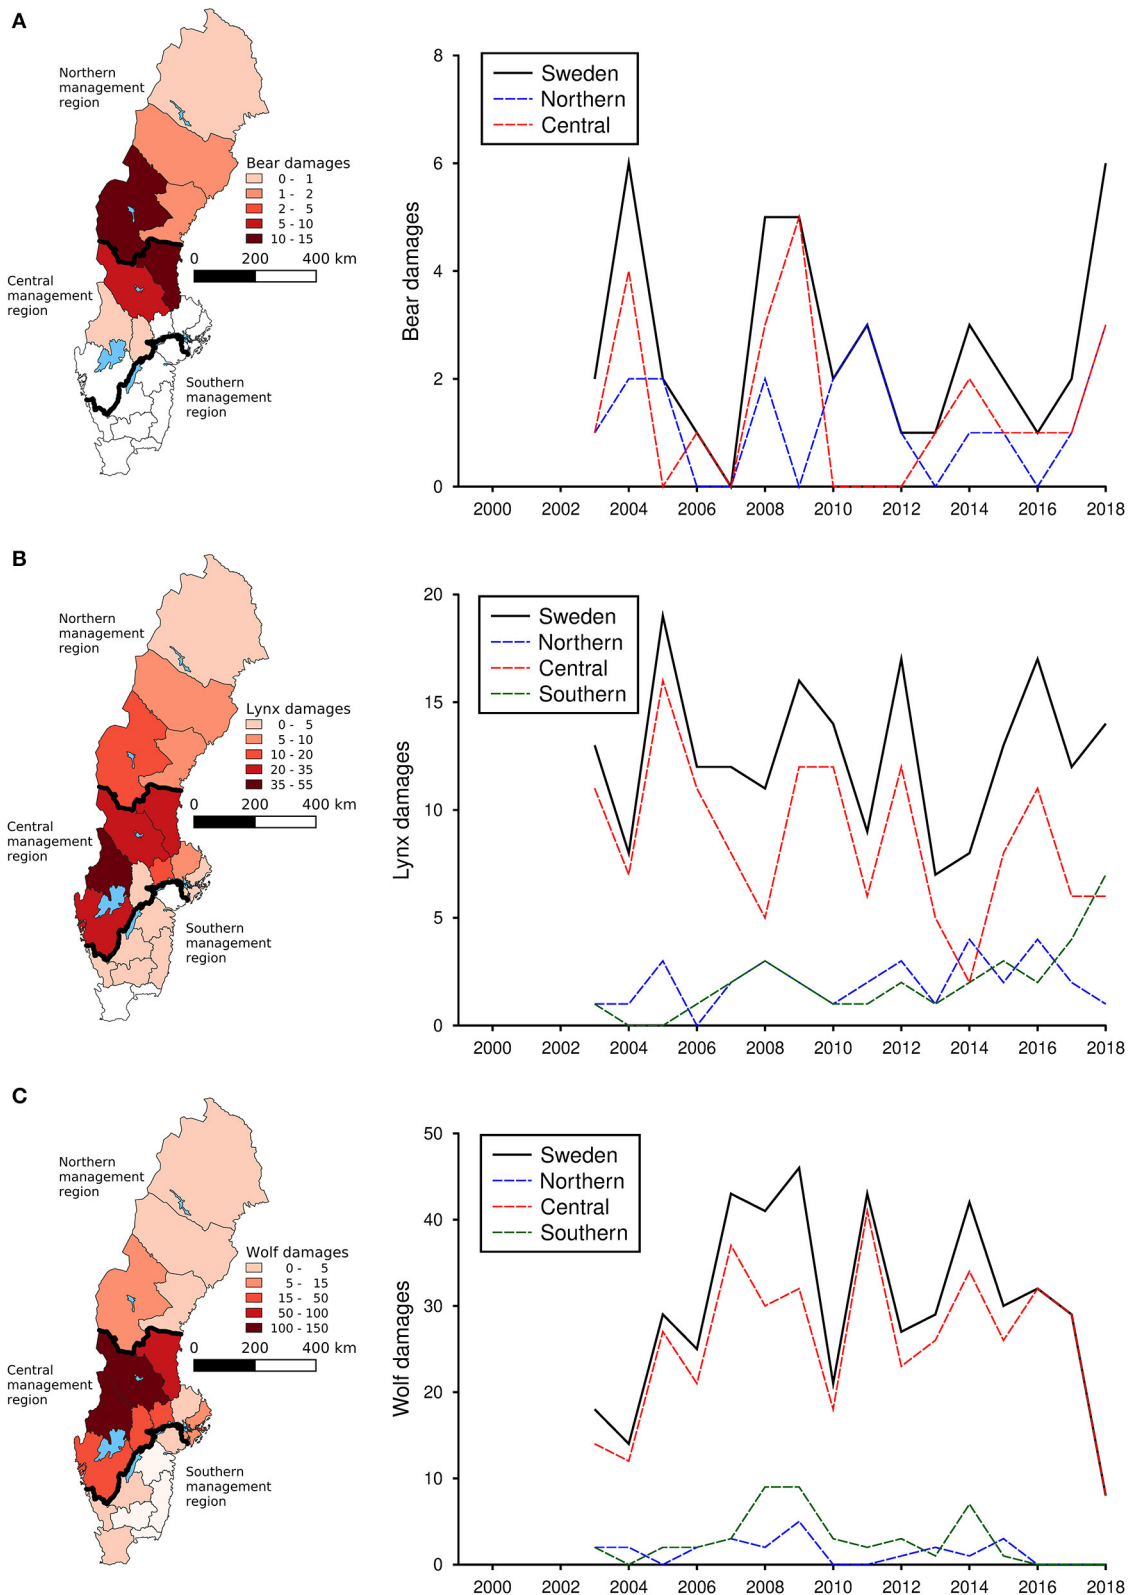 A
Northern
management
region
Bear damages
0 - 1
1 - 2
2 - 5
5 - 10
10 - 15
0 200 400 km
Central
management
region
Southern
management
region
Sweden
Northern
Central
Bear damages
8
6
4
2
0
2000 2002 2004 2006 2008 2010 2012 2014 2016 2018
B
Northern
management
region
Lynx damages
0 - 5
5 - 10
10 - 20
20 - 35
35 - 55
0 200 400 km
Central
management
region
Southern
management
region
Sweden
Northern
Central
Southern
Lynx damages
20
15
10
5
0
2000 2002 2004 2006 2008 2010 2012 2014 2016 2018
C
Northern
management
region
Wolf damages
0 - 5
5 - 15
15 - 50
50 - 100
100 - 150
0 200 400 km
Central
management
region
Southern
management
region
Sweden
Northern
Central
Southern
Wolf damages
50
40
30
20
10
0
2000 2002 2004 2006 2008 2010 2012 2014 2016 2018